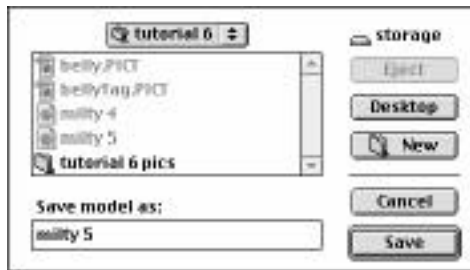 tutorial 6
storage
belly.PICT
bellyTag.PICT
milty 4
milty 5
tutorial 6 pics
Eject
Desktop
New
Save model as:
milty 5
Cancel
Save